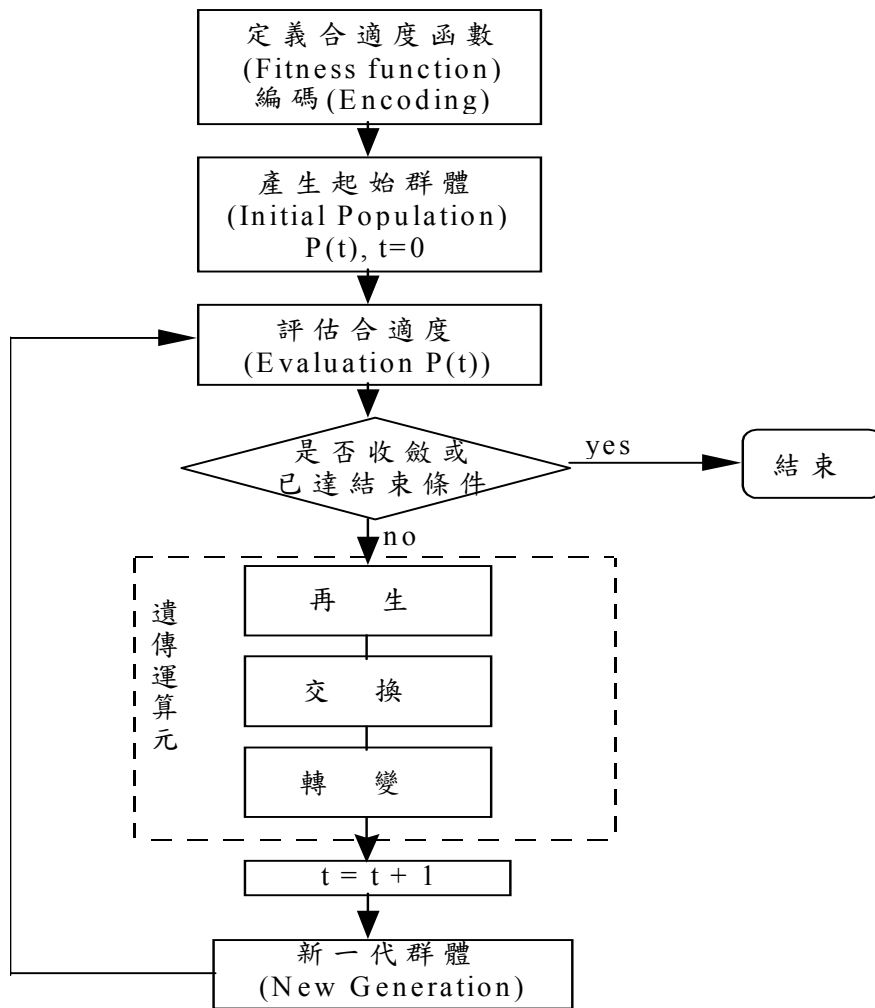 定義合適度函數
(Fitness function)
編碼(Encoding)
產生起始群體
(Initial Population)
P(t), t=0
評估合適度
(Evaluation P(t))
是否收斂或
已達結束條件
yes
結束
no
遺傳運算元
再 生
交 換
轉 變
t = t + 1
新一代群體
(New Generation)